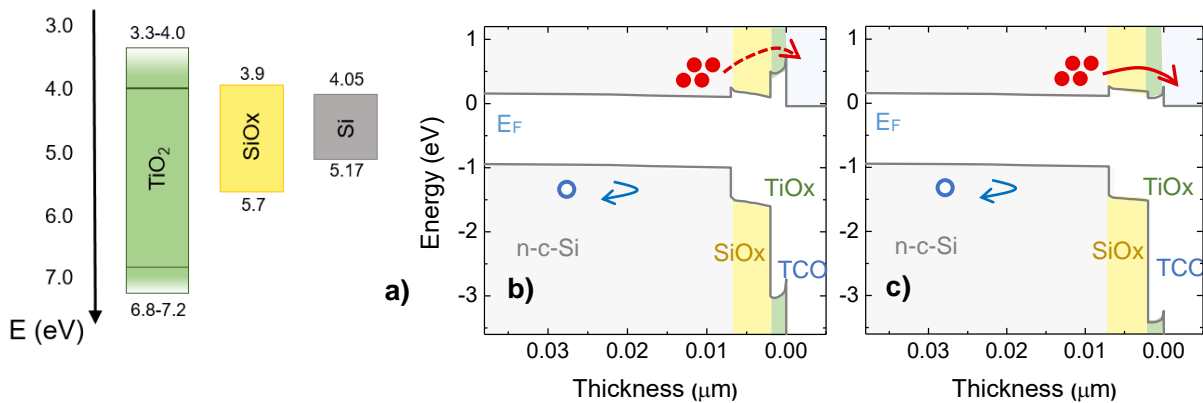 3.0
4.0
5.0
6.0
7.0
E (eV)
3.3-4.0
TiO2
6.8-7.2
3.9
SiOx
5.7
4.05
Si
5.17
a)
Energy (eV)
1
0
-1
-2
-3
EF
n-c-Si
SiOx
TiOx
TCO
b)
0.03
0.02
0.01
0.00
Thickness (μm)
1
0
-1
-2
-3
EF
n-c-Si
SiOx
TiOx
TCO
c)
0.03
0.02
0.01
0.00
Thickness (μm)